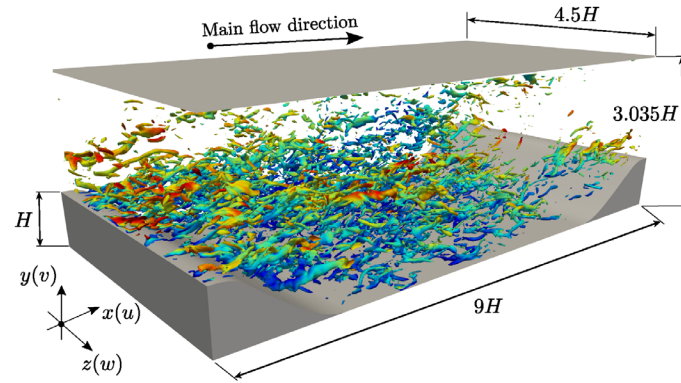 4.5H
Main flow direction
3.035H
H
y(v)
x(u)
9H
z(w)